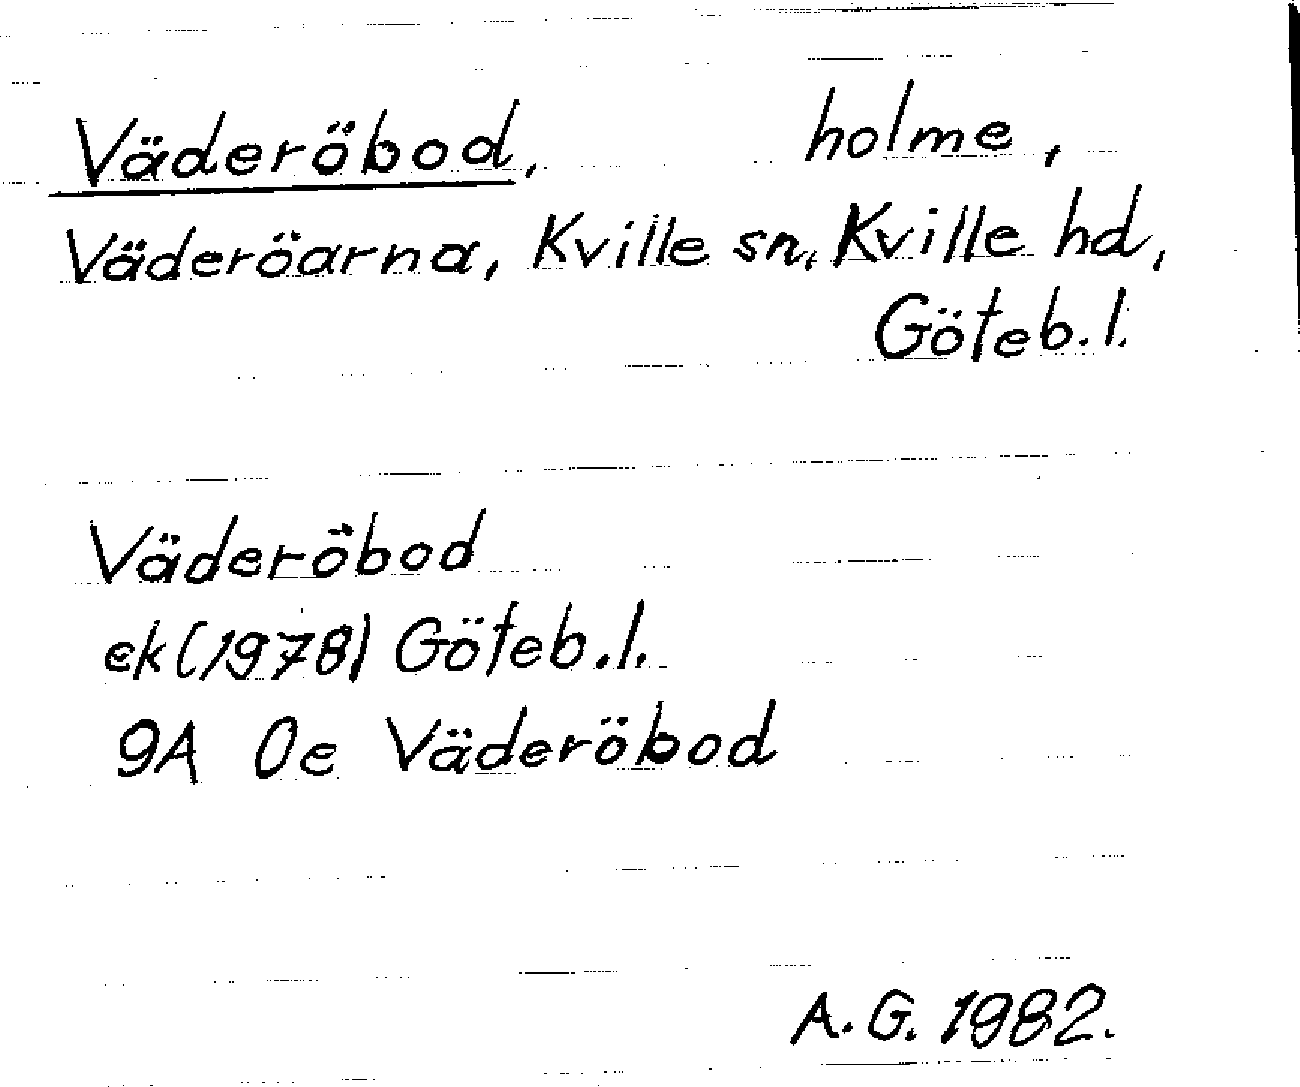 Väderöbod, holme,
Väderöarna, Kville sn, Kville hd,
Göteb. l.
Väderöbod
ek (1978) Göteb. l.
9A 0e Väderöbod
A. G. 1982.